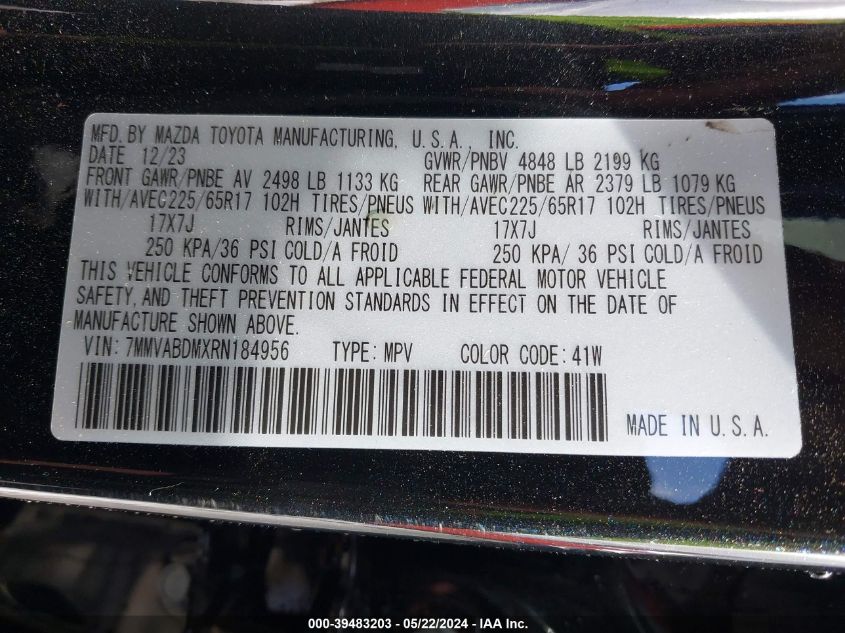 MFD. BY MAZDA TOYOTA MANUFACTURING, U.S.A., INC.
DATE 12/23 GVWR/PNBV 4848 LB 2199 KG
FRONT GAWR/PNBE AV 2498 LB 1133 KG REAR GAWR/PNBE AR 2379 LB 1079 KG
WITH/AVEC225/65R17 102H TIRES/PNEUS WITH/AVEC225/65R17 102H TIRES/PNEUS
17X7J RIMS/JANTES 17X7J RIMS/JANTES
250 KPA/36 PSI COLD/A FROID 250 KPA/ 36 PSI COLD/A FROID
THIS VEHICLE CONFORMS TO ALL APPLICABLE FEDERAL MOTOR VEHICLE
SAFETY, AND THEFT PREVENTION STANDARDS IN EFFECT ON THE DATE OF
MANUFACTURE SHOWN ABOVE.
VIN: 7MMVABDMXRN184956 TYPE: MPV COLOR CODE: 41W
MADE IN U.S.A.
000-39483203 - 05/22/2024 - IAA Inc.